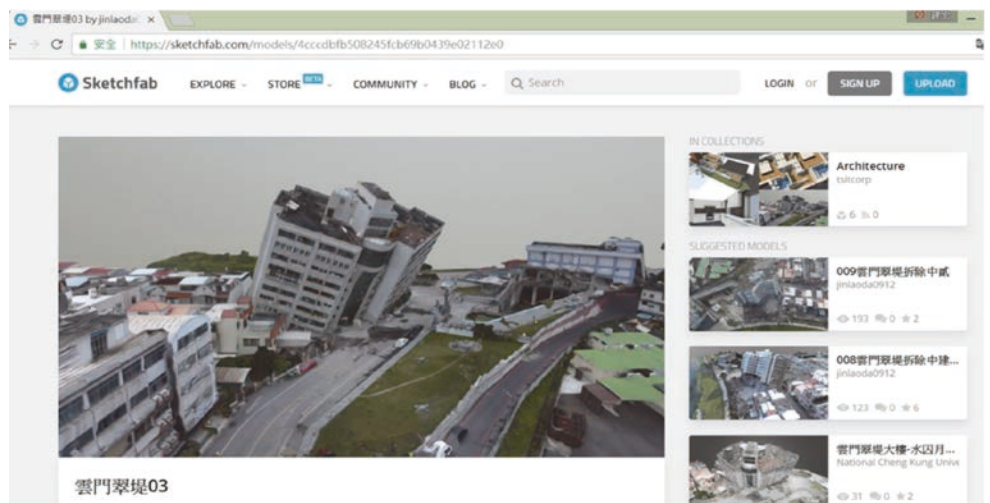 雲門翠堤03 by jinlaoda
安全 https://sketchfab.com/models/4cccdbfb508245fcb69b0439e02112e0
Sketchfab EXPLORE STORE BETA COMMUNITY BLOG Search LOGIN or SIGN UP UPLOAD
IN COLLECTIONS
Architecture
tsitcorp
6 0
SUGGESTED MODELS
009雲門翠堤拆除中貳
jinlaoda0912
193 0 2
008雲門翠堤拆除中建...
jinlaoda0912
123 0 6
雲門翠堤大樓-水囚月...
National Cheng Kung Unive
31 0 2
雲門翠堤03